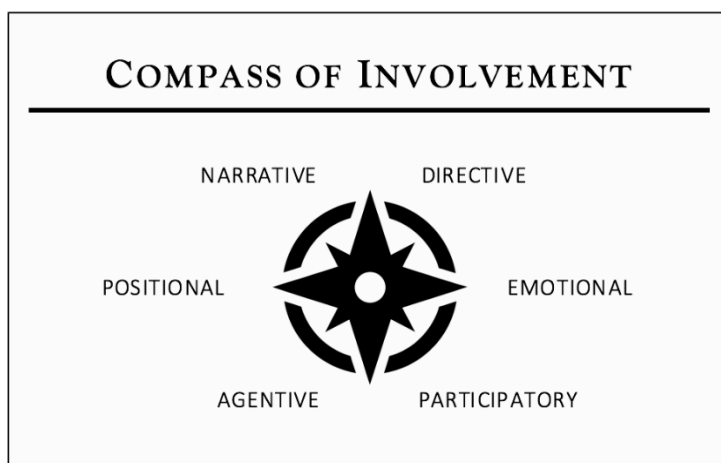 COMPASS OF INVOLVEMENT
NARRATIVE DIRECTIVE
POSITIONAL EMOTIONAL
AGENTIVE PARTICIPATORY